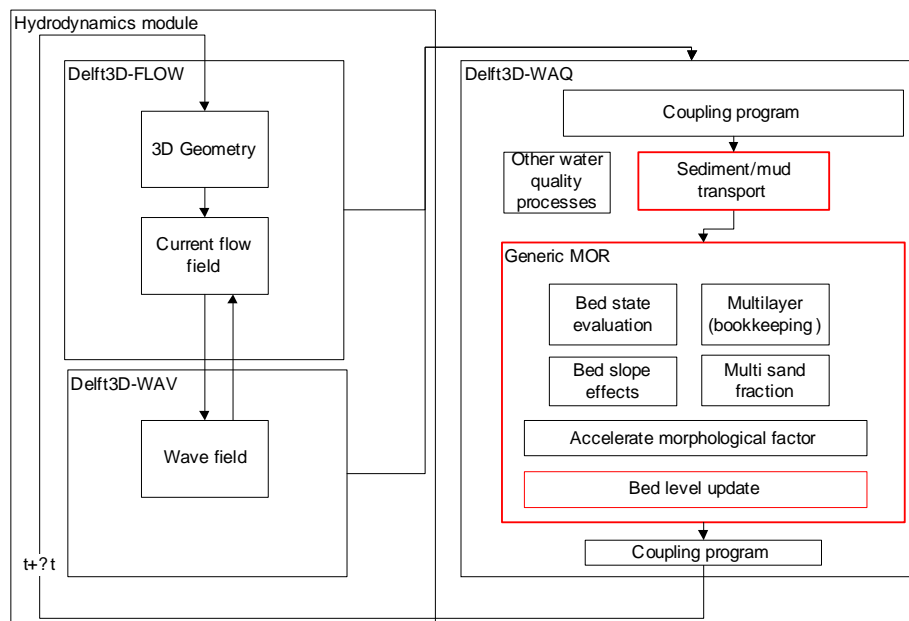 Hydrodynamics module
Delft3D-FLOW
3D Geometry
Current flow
field
Delft3D-WAV
Wave field
t+?t
Delft3D-WAQ
Coupling program
Other water
quality
processes
Sediment/mud
transport
Generic MOR
Bed state
evaluation
Multilayer
(bookkeeping)
Bed slope
effects
Multi sand
fraction
Accelerate morphological factor
Bed level update
Coupling program